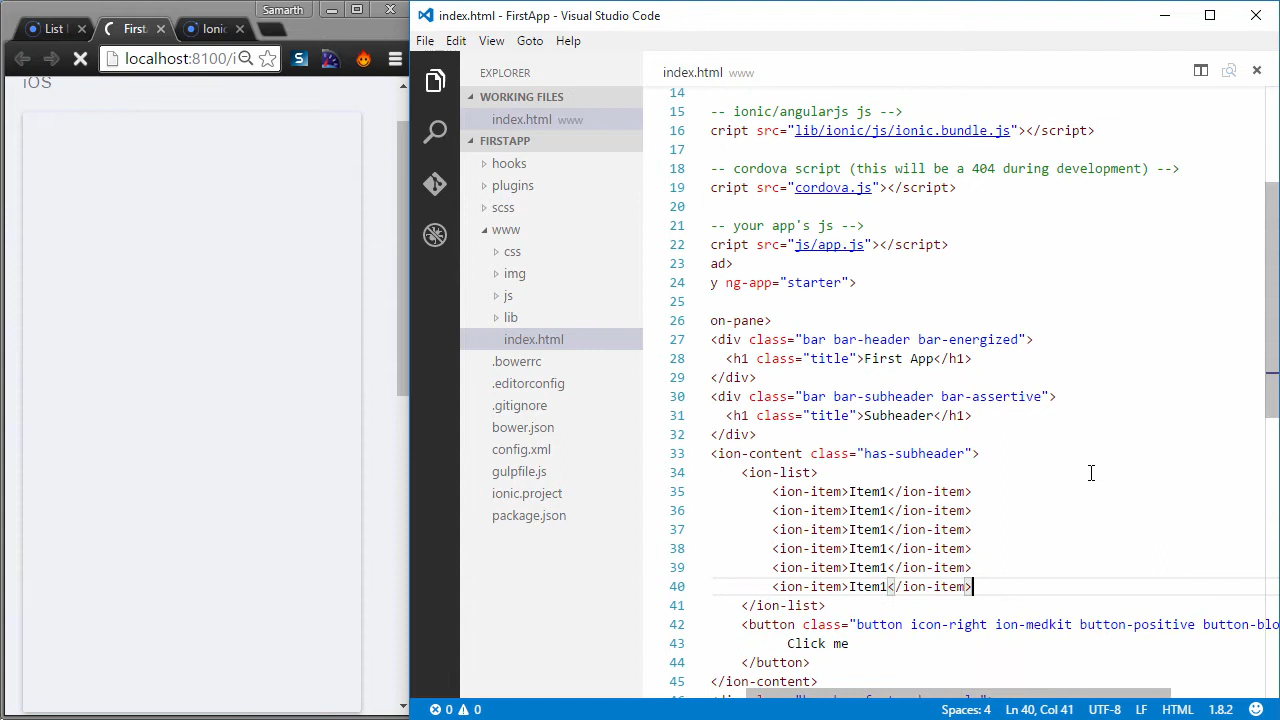 Samarth
List
First
Ionic
localhost:8100/i
iOS
index.html - FirstApp - Visual Studio Code
File Edit View Goto Help
EXPLORER
WORKING FILES
index.html www
FIRSTAPP
hooks
plugins
scss
www
css
img
js
lib
index.html
.bowerrc
.editorconfig
.gitignore
bower.json
config.xml
gulpfile.js
ionic.project
package.json
index.html www
14
15 -- ionic/angularjs js -->
16 cript src="lib/ionic/js/ionic.bundle.js"></script>
17
18 -- cordova script (this will be a 404 during development) -->
19 cript src="cordova.js"></script>
20
21 -- your app's js -->
22 cript src="js/app.js"></script>
23 ad>
24 y ng-app="starter">
25
26 on-pane>
27 <div class="bar bar-header bar-energized">
28 <h1 class="title">First App</h1>
29 </div>
30 <div class="bar bar-subheader bar-assertive">
31 <h1 class="title">Subheader</h1>
32 </div>
33 <ion-content class="has-subheader">
34 <ion-list>
35 <ion-item>Item1</ion-item>
36 <ion-item>Item1</ion-item>
37 <ion-item>Item1</ion-item>
38 <ion-item>Item1</ion-item>
39 <ion-item>Item1</ion-item>
40 <ion-item>Item1</ion-item>
41 </ion-list>
42 <button class="button icon-right ion-medkit button-positive button-blo
43 Click me
44 </button>
45 </ion-content>
0 0 Spaces: 4 Ln 40, Col 41 UTF-8 LF HTML 1.8.2